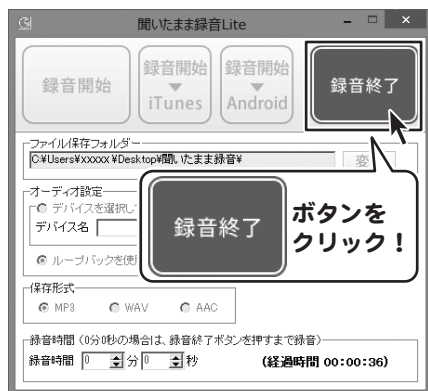 聞いたまま録音Lite
録音開始
録音開始
▼
iTunes
録音開始
▼
Android
録音終了
ファイル保存フォルダー
C:¥Users¥xxxxx¥Desktop¥聞いたまま録音¥
変
オーディオ設定
デバイスを選択し
デバイス名
ループバックを使
録音終了
ボタンを
クリック！
保存形式
MP3 WAV AAC
録音時間（0分0秒の場合は、録音終了ボタンを押すまで録音）
録音時間 0 分 0 秒 (経過時間 00:00:36)